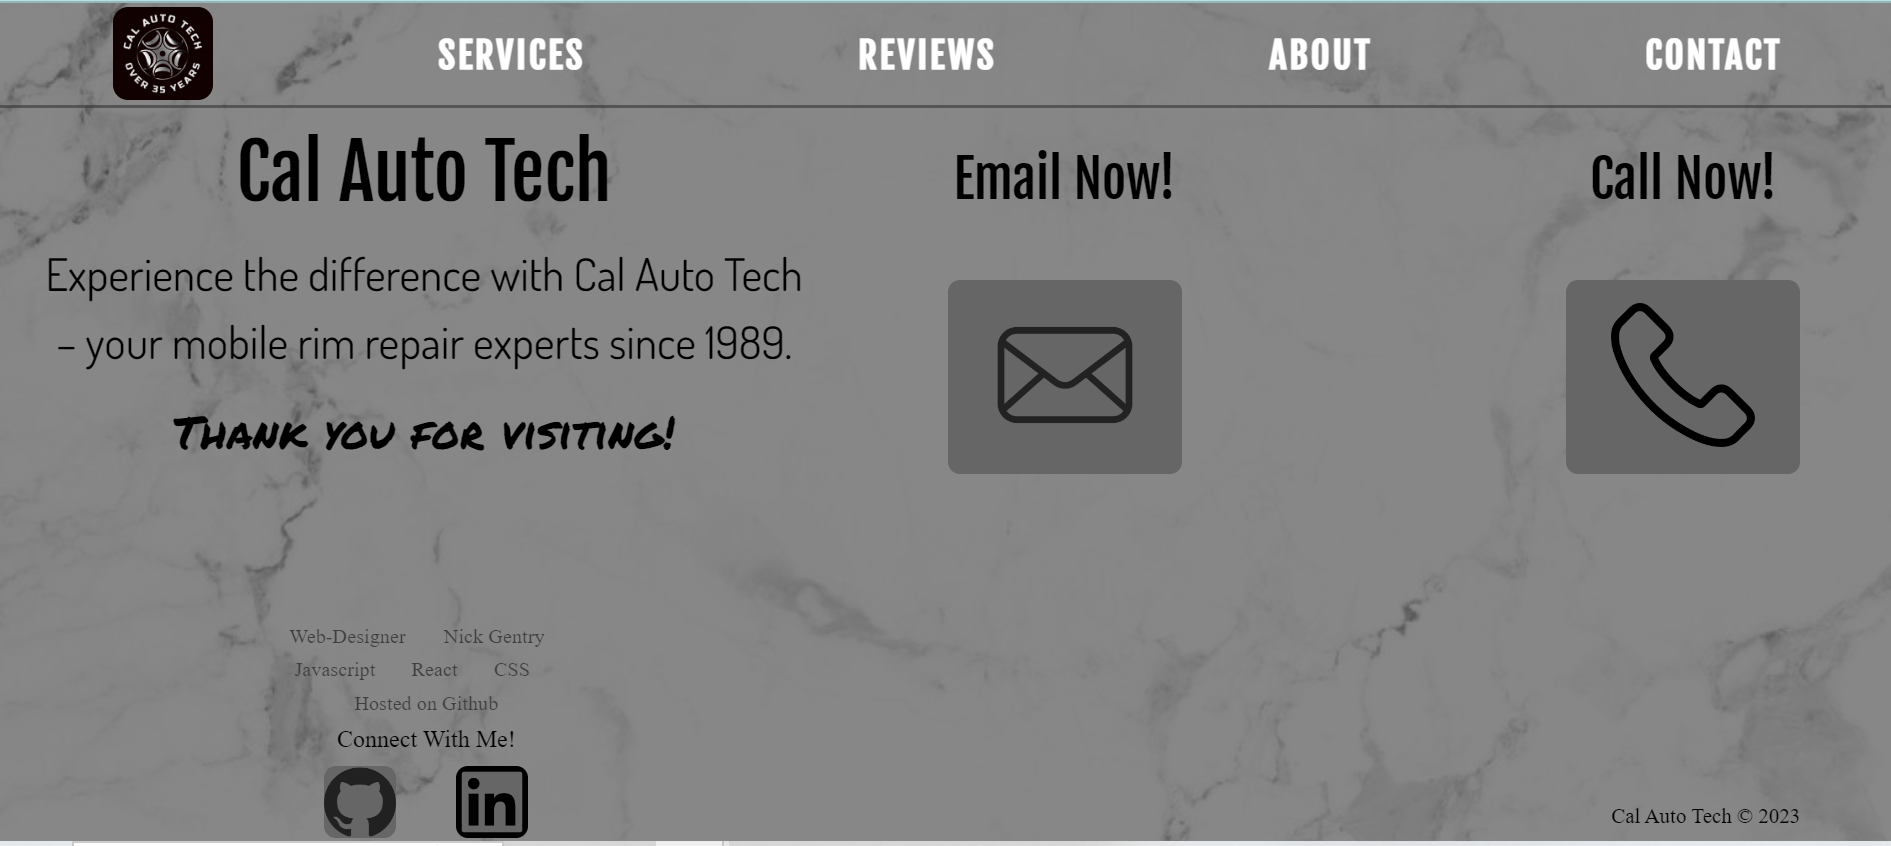 CAL AUTO TECH
OVER 35 YEARS
SERVICES
REVIEWS
ABOUT
CONTACT
Cal Auto Tech
Experience the difference with Cal Auto Tech
– your mobile rim repair experts since 1989.
Thank you for visiting!
Email Now!
Call Now!
Web-Designer Nick Gentry
Javascript React CSS
Hosted on Github
Connect With Me!
in
Cal Auto Tech © 2023